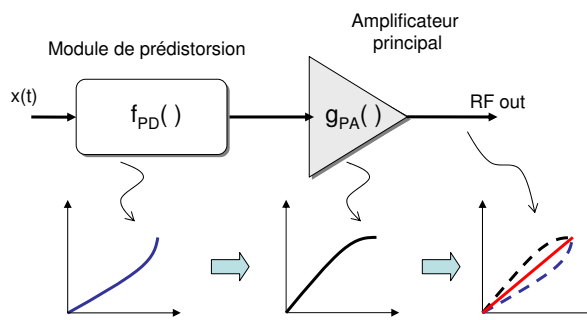 Amplificateur
principal
Module de prédistorsion
x(t)
f_PD( )
g_PA( )
RF out